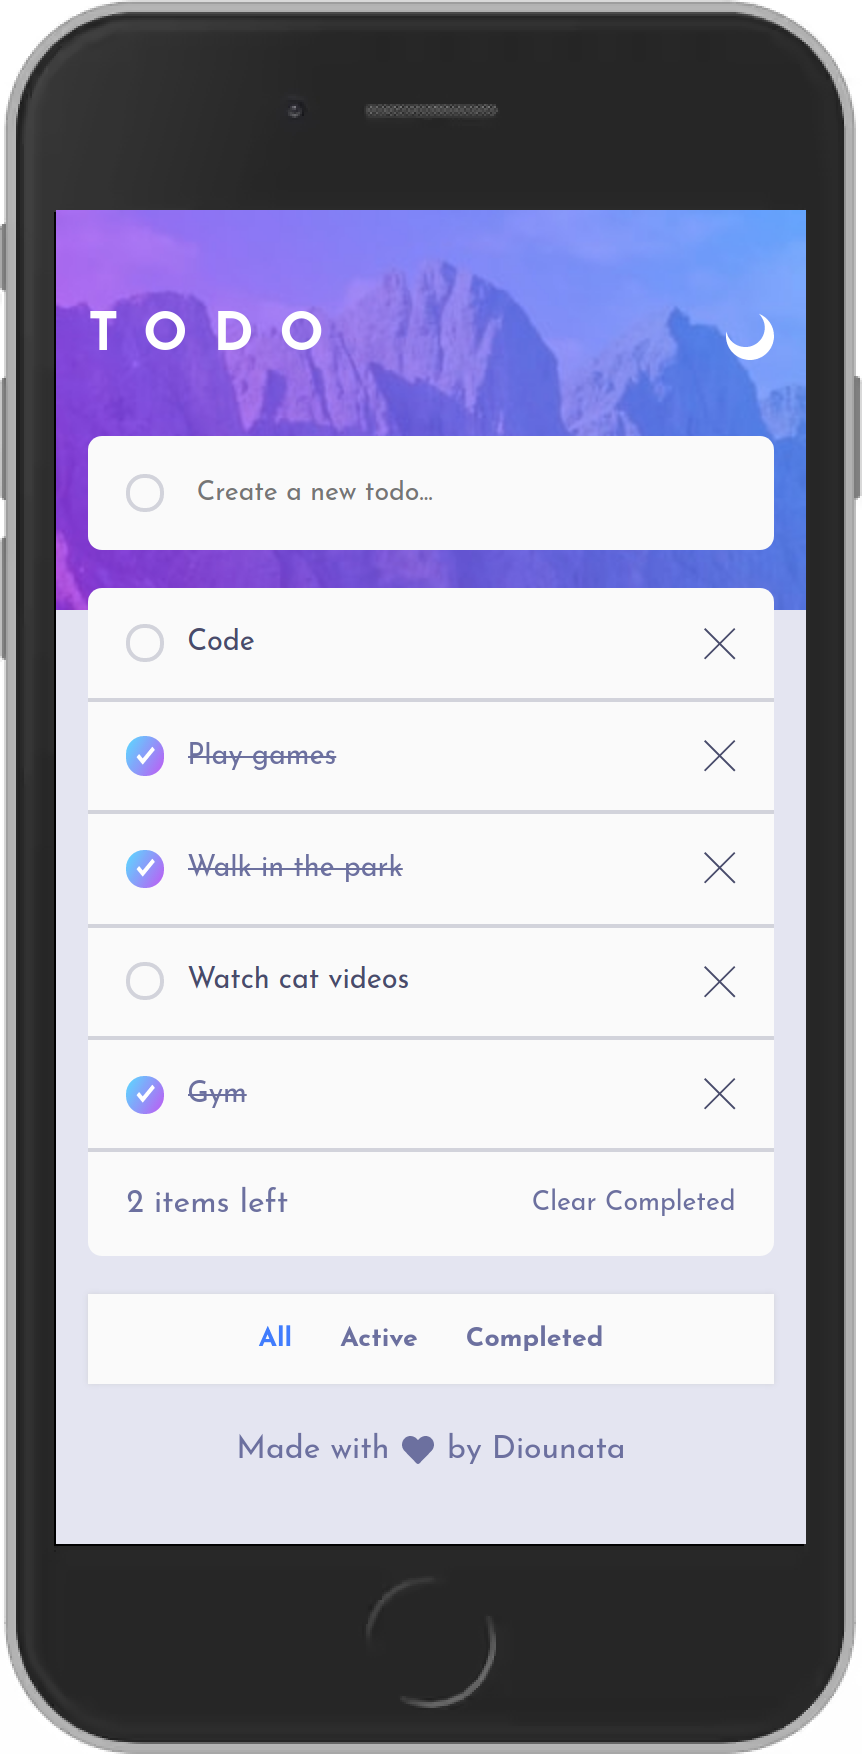 TODO
Create a new todo...
Code
Play games
Walk in the park
Watch cat videos
Gym
2 items left Clear Completed
All Active Completed
Made with ♥ by Diounata